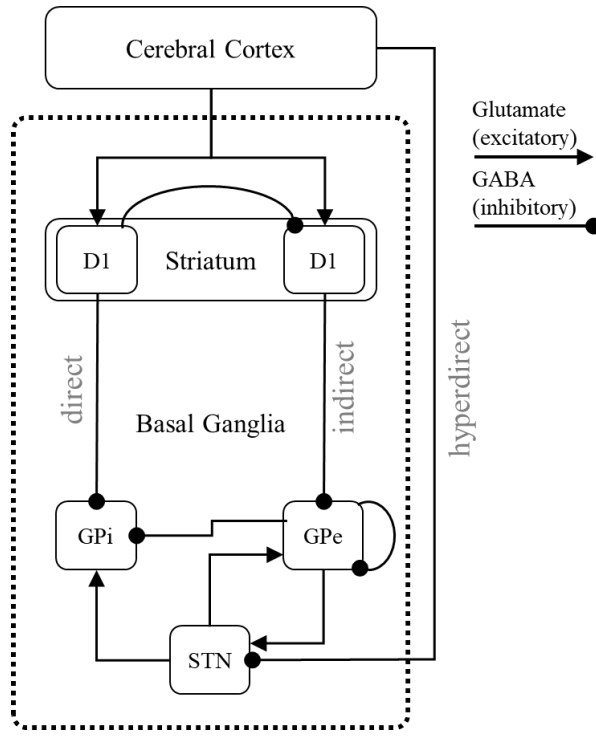 Cerebral Cortex
Glutamate
(excitatory)
GABA
(inhibitory)
D1
Striatum
D1
direct
indirect
hyperdirect
Basal Ganglia
GPi
GPe
STN